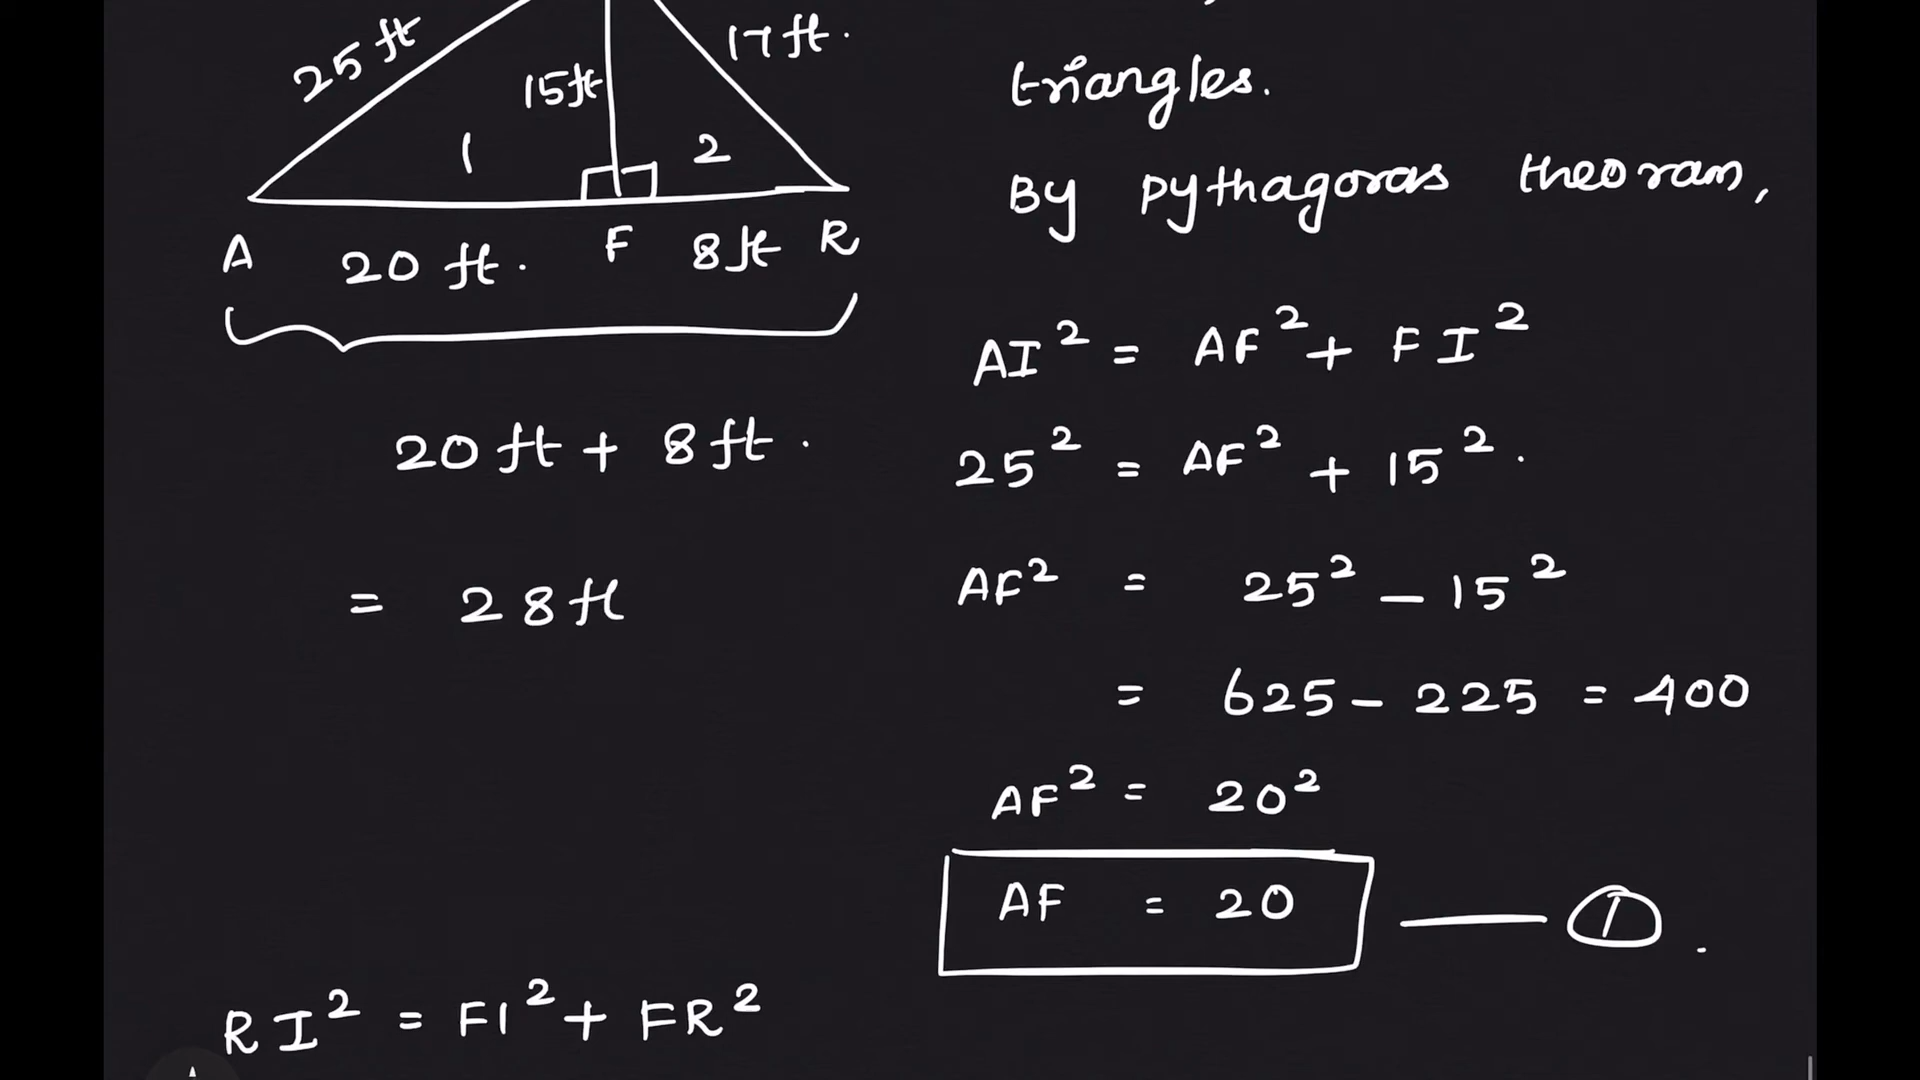 25 ft
17 ft.
15ft
1
2
A
F
R
20 ft.
8ft
20 ft + 8 ft.
= 28 ft
triangles.
By pythagoras theoram,
AI² = AF² + FI²
25² = AF² + 15².
AF² = 25² - 15²
= 625 - 225 = 400
AF² = 20²
AF = 20 — ①.
RI² = FI² + FR²